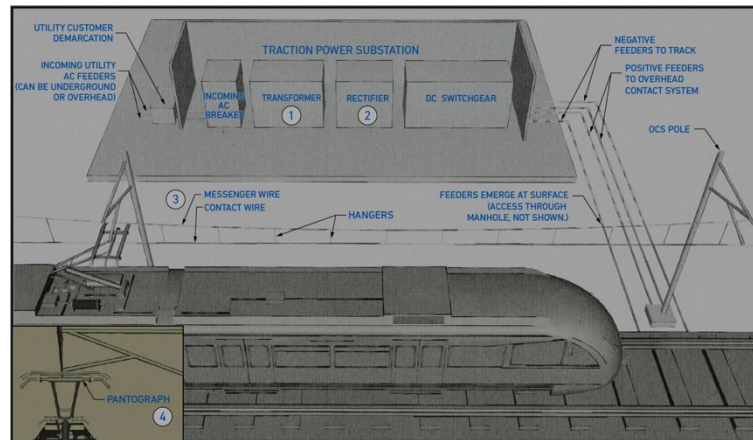 UTILITY CUSTOMER
DEMARCATION
TRACTION POWER SUBSTATION
INCOMING UTILITY
AC FEEDERS
(CAN BE UNDERGROUND
OR OVERHEAD)
INCOMING
AC
BREAKER
TRANSFORMER
1
RECTIFIER
2
DC SWITCHGEAR
NEGATIVE
FEEDERS TO TRACK
POSITIVE FEEDERS
TO OVERHEAD
CONTACT SYSTEM
OCS POLE
3
MESSENGER WIRE
CONTACT WIRE
HANGERS
FEEDERS EMERGE AT SURFACE
(ACCESS THROUGH
MANHOLE, NOT SHOWN.)
PANTOGRAPH
4